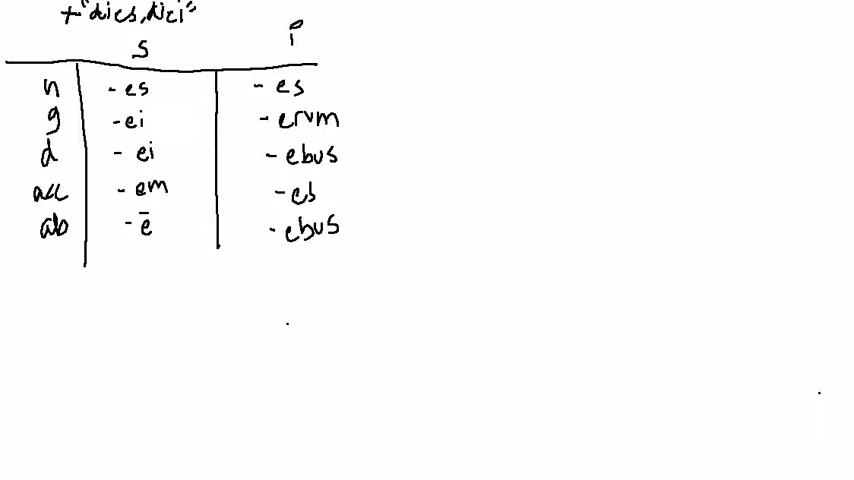 +"dies, diei"
s p
n -es -es
g -ei -erum
d -ei -ebus
acc -em -es
ab -ē -ebus